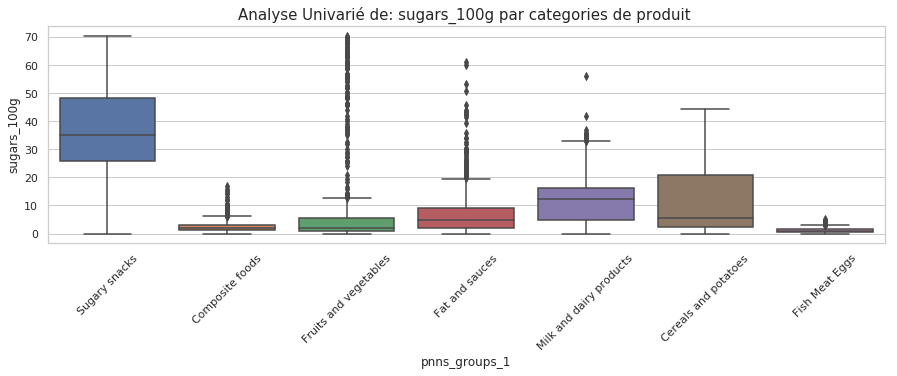 Analyse Univarié de: sugars_100g par categories de produit
sugars_100g
70
60
50
40
30
20
10
0
Sugary snacks
Composite foods
Fruits and vegetables
Fat and sauces
Milk and dairy products
Cereals and potatoes
Fish Meat Eggs
pnns_groups_1